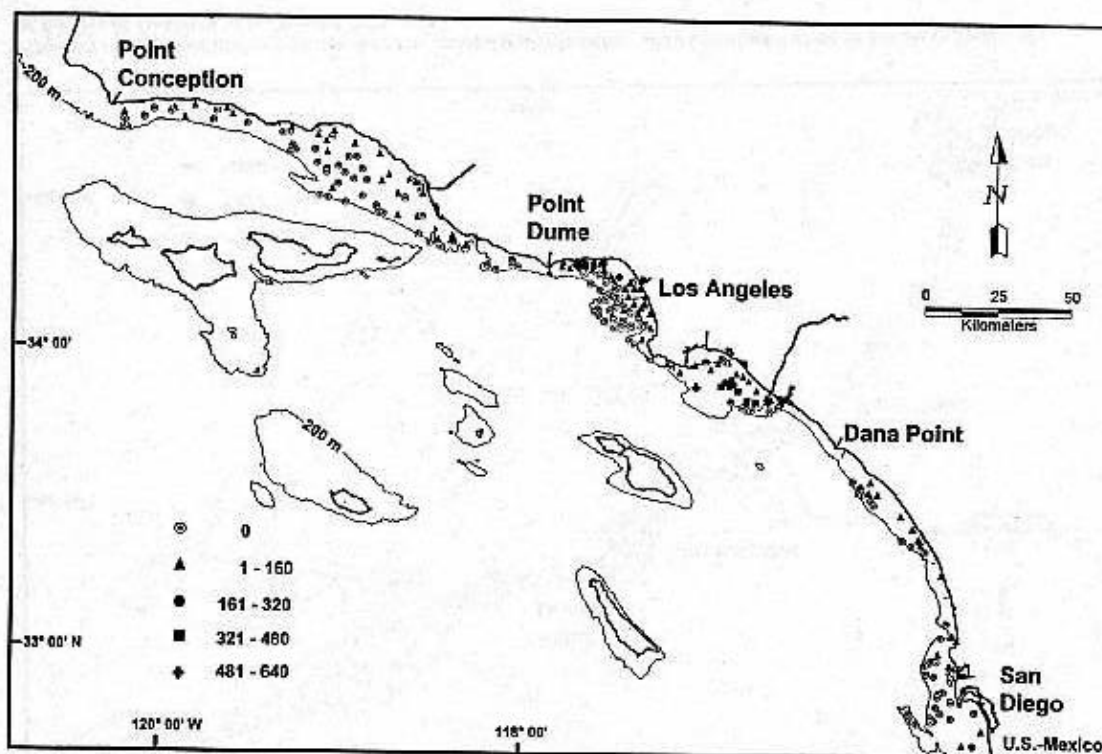 Point
Conception
-200 m
Point
Dume
N
Los Angeles
0 25 50
Kilometers
34° 00'
Dana Point
-200 m
0
1 - 160
161 - 320
321 - 480
481 - 640
33° 00' N
San
Diego
120° 00' W
118° 00'
U.S.-Mexico